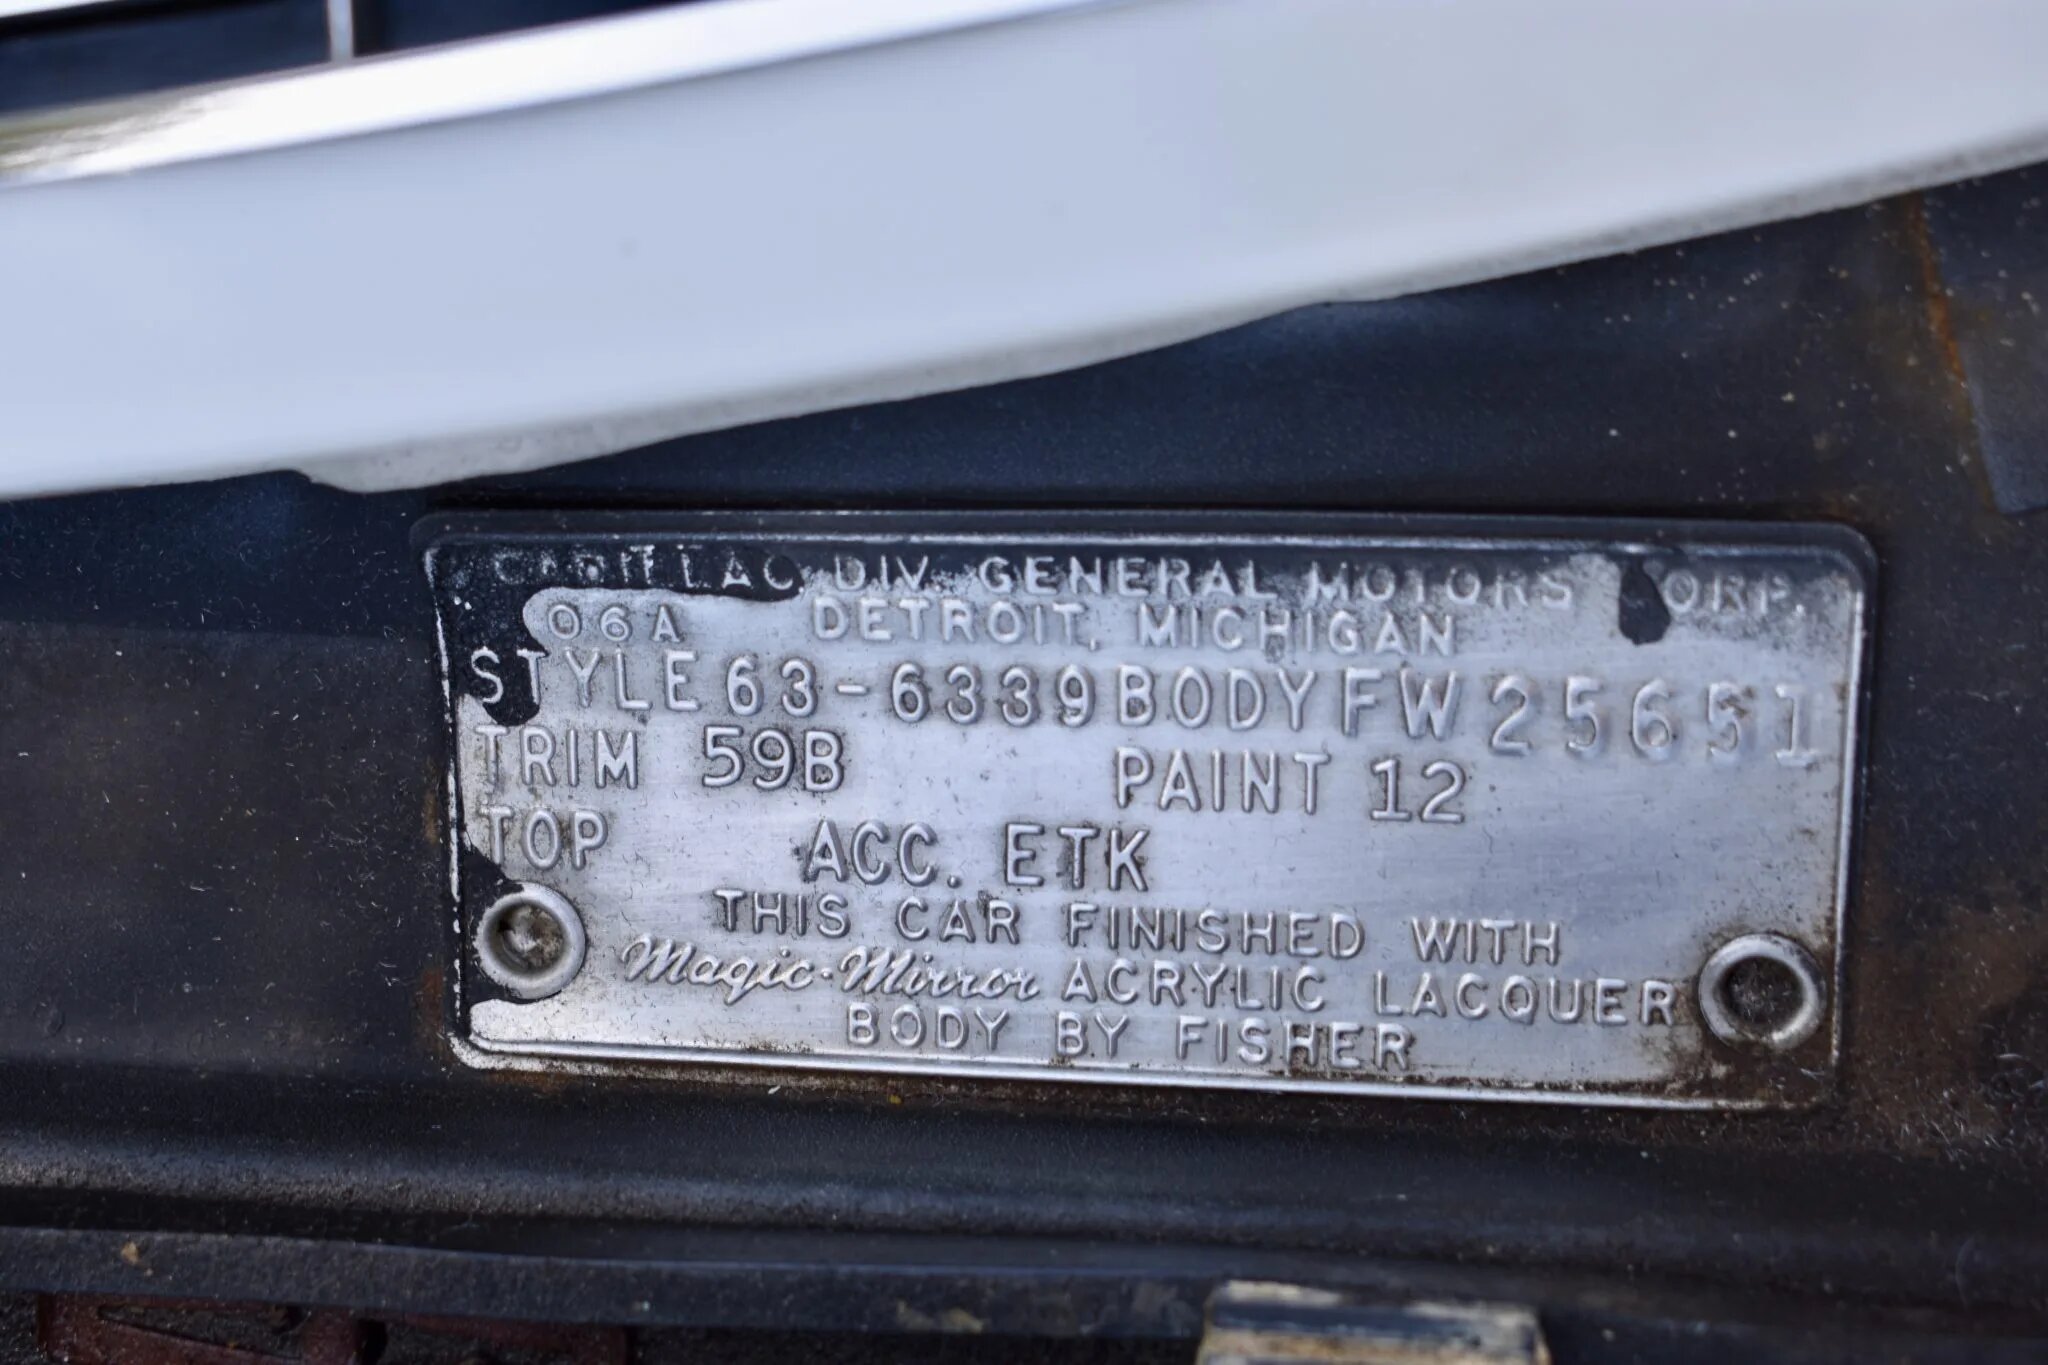 CADILLAC DIV. GENERAL MOTORS CORP.
06A DETROIT, MICHIGAN
STYLE 63-6339 BODY FW 25651
TRIM 59B PAINT 12
TOP ACC. ETK
THIS CAR FINISHED WITH
Magic-Mirror ACRYLIC LACQUER
BODY BY FISHER